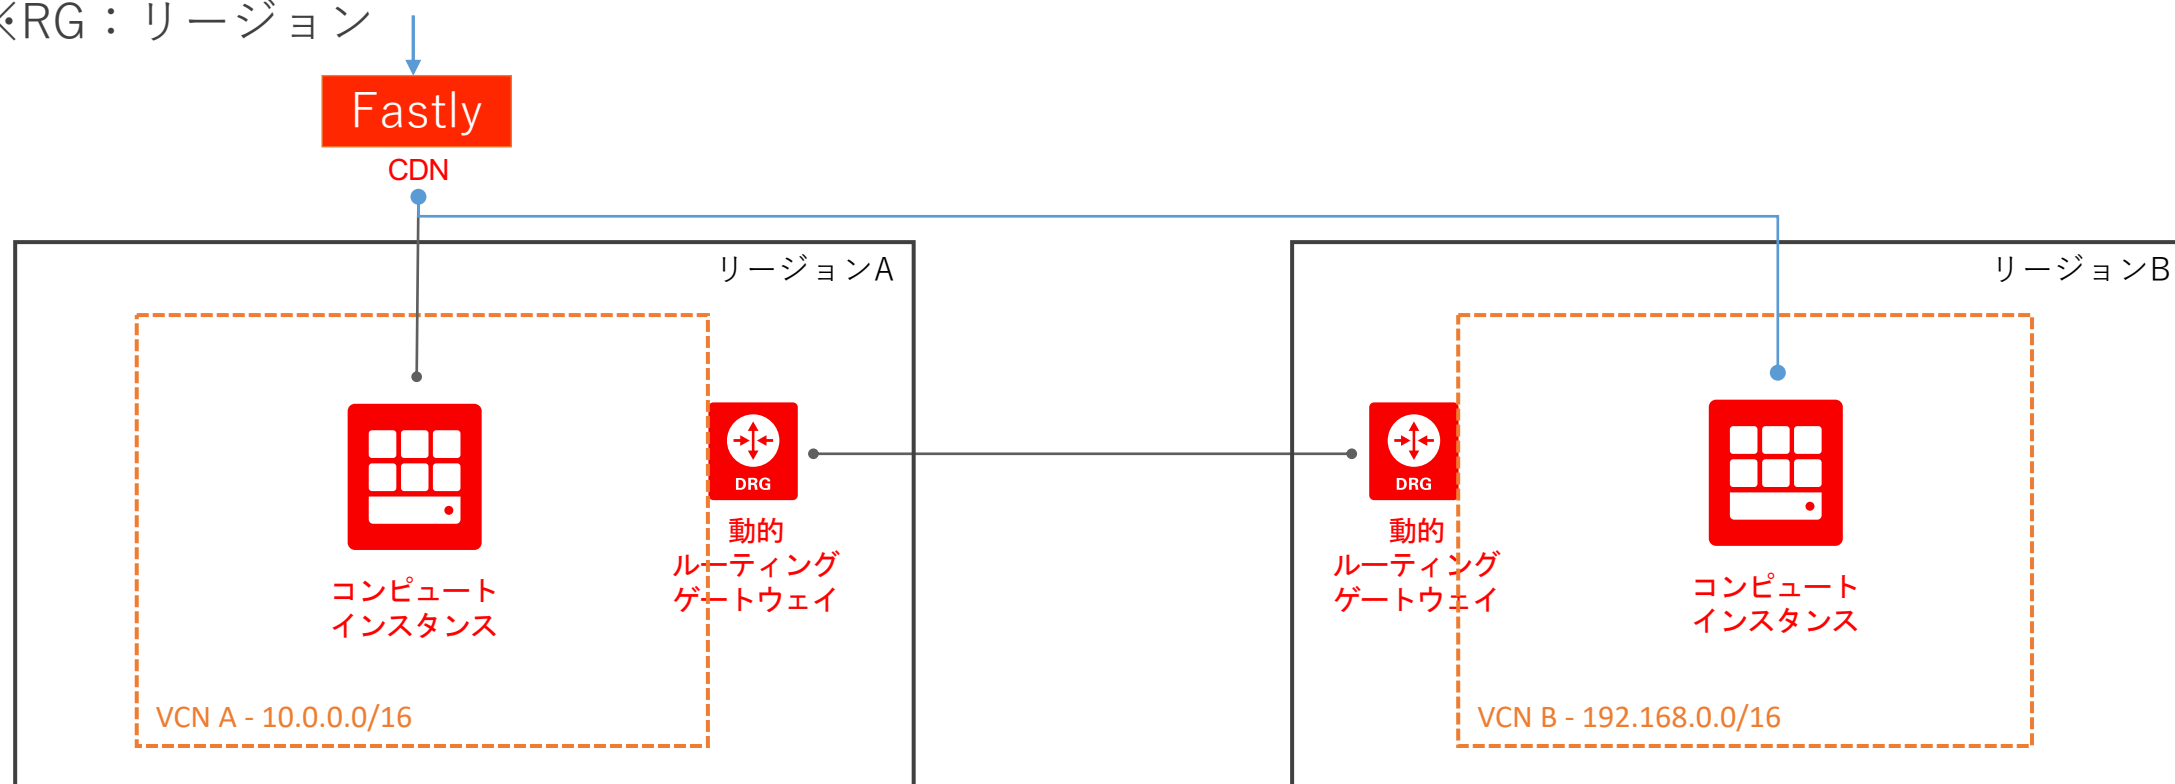 ※RG：リージョン
Fastly
CDN
リージョンA
リージョンB
DRG
DRG
動的
ルーティング
ゲートウェイ
動的
ルーティング
ゲートウェイ
コンピュート
インスタンス
コンピュート
インスタンス
VCN A - 10.0.0.0/16
VCN B - 192.168.0.0/16